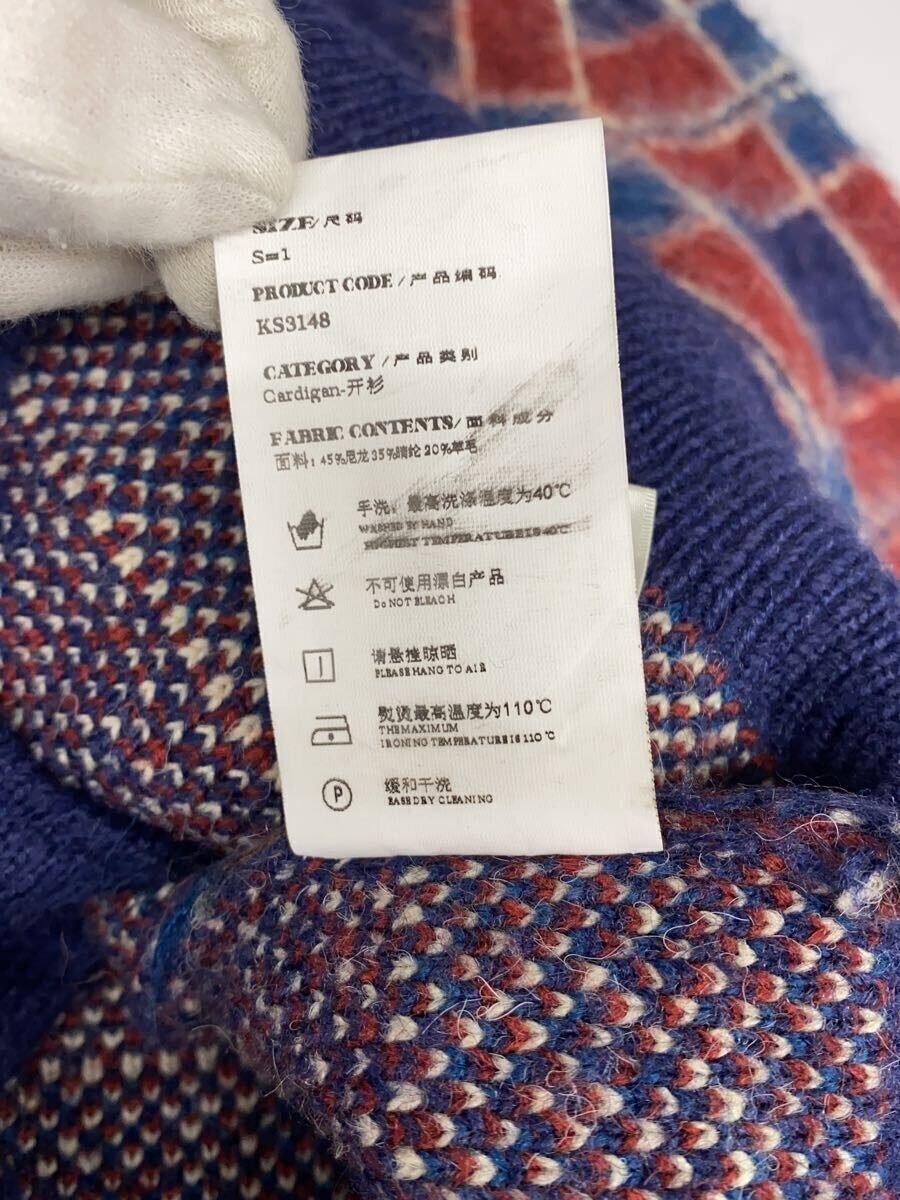 SIZE/尺码
S=1
PRODUCT CODE/产品编码
KS3148
CATEGORY/产品类别
Cardigan-开衫
FABRIC CONTENTS/面料成分
面料：45%尼龙 35%腈纶 20%羊毛
手洗，最高洗涤温度为40℃
WASHED BY HAND
HIGHEST TEMPERATURE IS 40℃
不可使用漂白产品
Do NOT BLEACH
请悬挂晾晒
PLEASE HANG TO AIR
熨烫最高温度为110℃
THE MAXIMUM
IRONING TEMPERATURE IS 110℃
P
缓和干洗
EASE DRY CLEANING